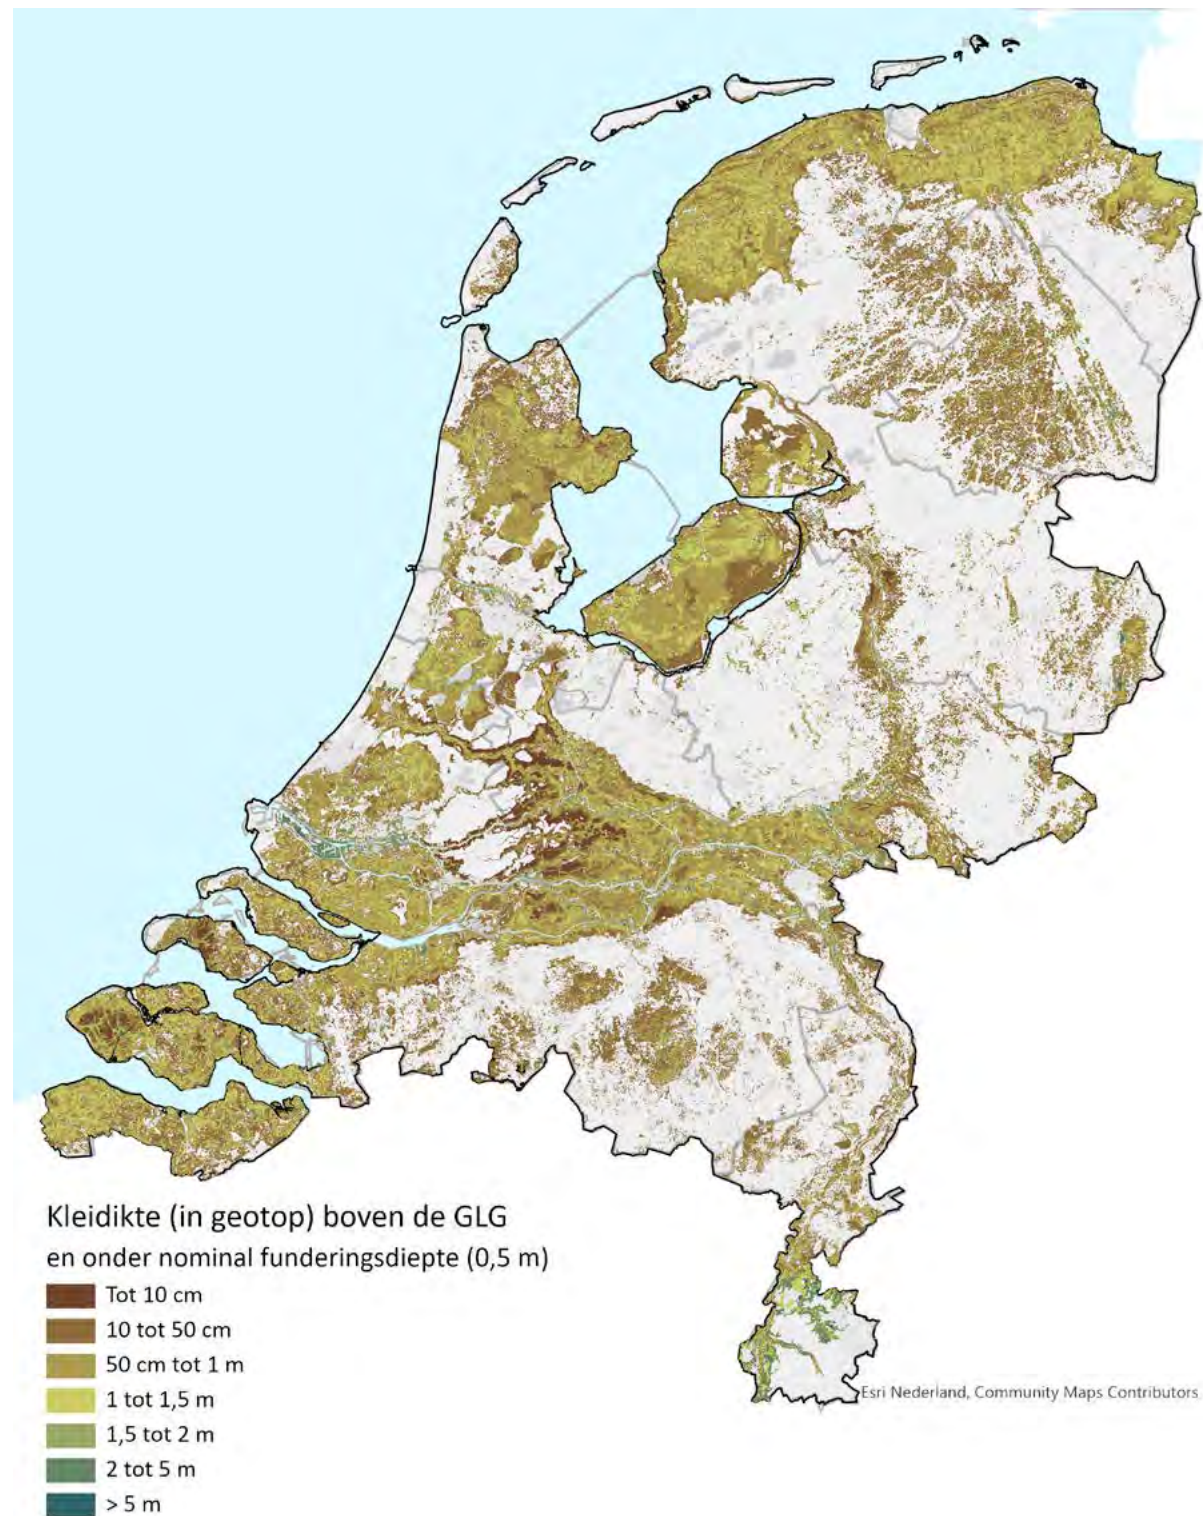 Kleidikte (in geotop) boven de GLG
en onder nominal funderingsdiepte (0,5 m)
Tot 10 cm
10 tot 50 cm
50 cm tot 1 m
1 tot 1,5 m
1,5 tot 2 m
2 tot 5 m
> 5 m
Esri Nederland, Community Maps Contributors